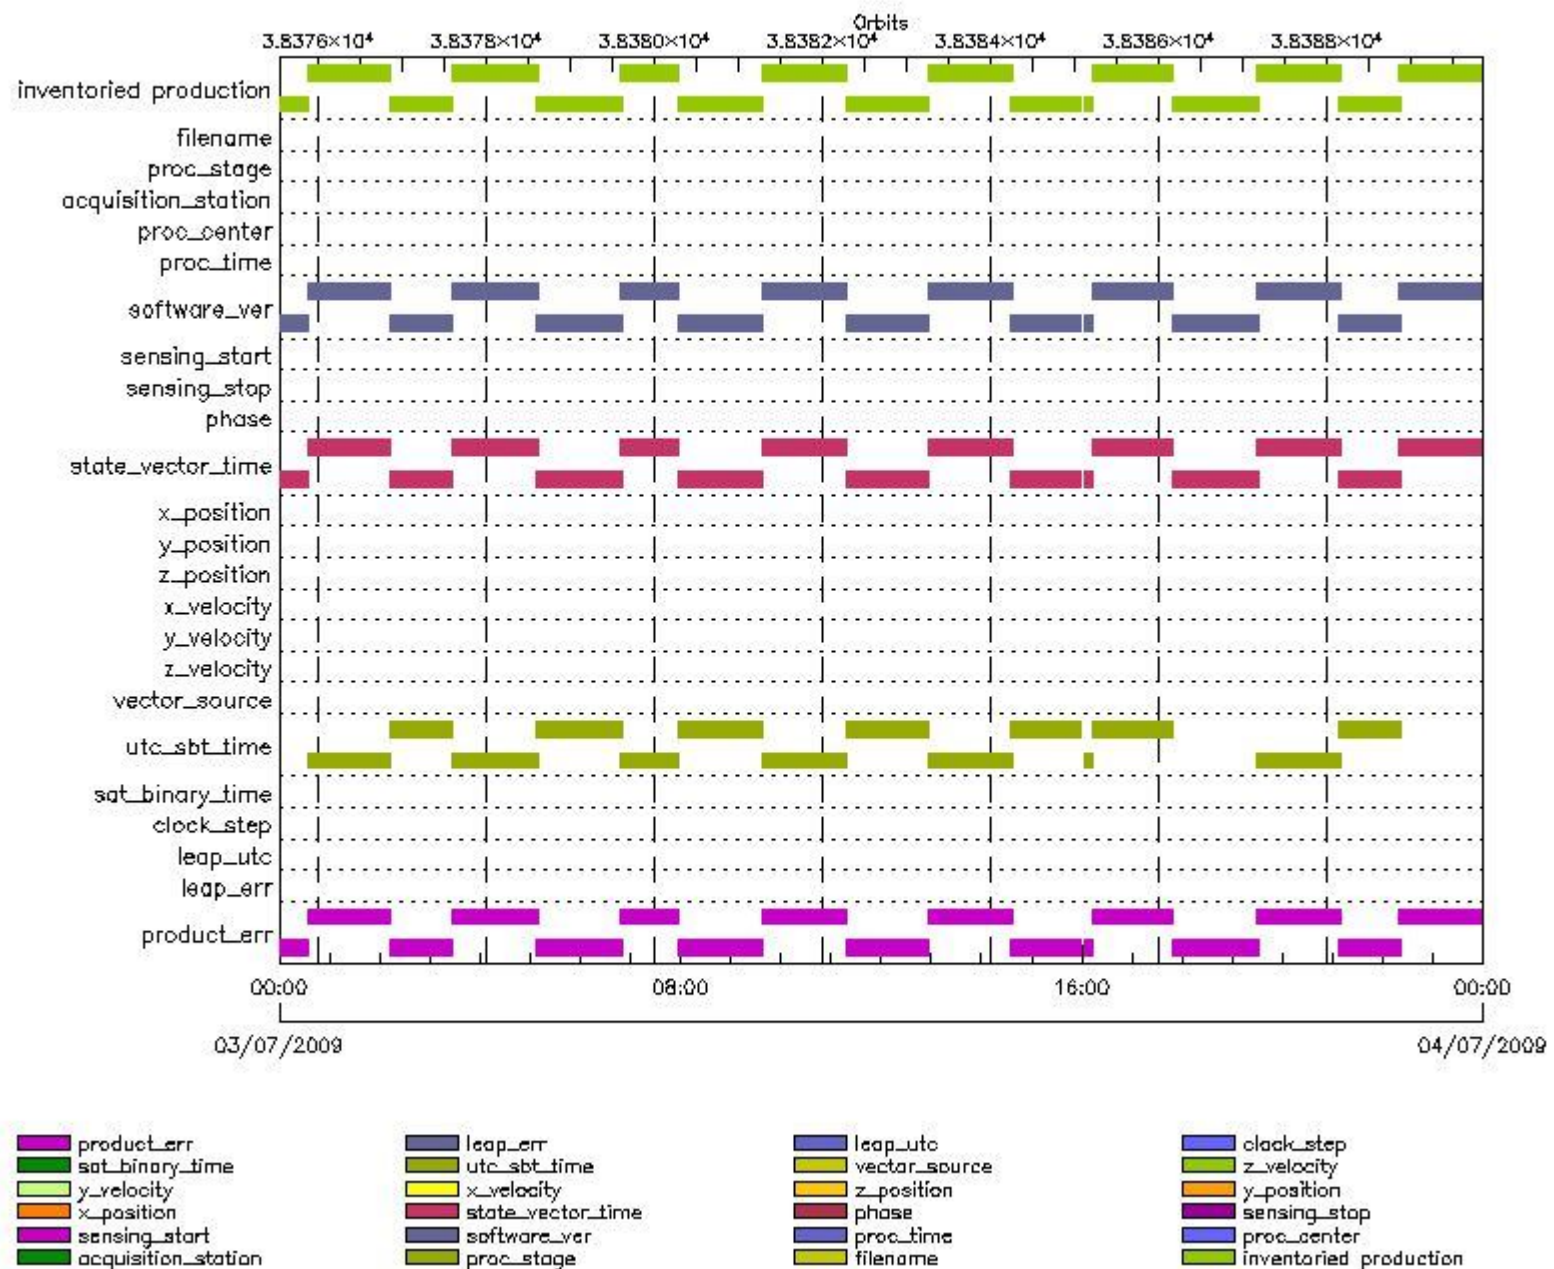 Orbits
3.8376×10⁴ 3.8378×10⁴ 3.8380×10⁴ 3.8382×10⁴ 3.8384×10⁴ 3.8386×10⁴ 3.8388×10⁴
inventoried production
filename
proc_stage
acquisition_station
proc_center
proc_time
software_ver
sensing_start
sensing_stop
phase
state_vector_time
x_position
y_position
z_position
x_velocity
y_velocity
z_velocity
vector_source
utc_sbt_time
sat_binary_time
clock_step
leap_utc
leap_err
product_err
00:00 08:00 16:00 00:00
03/07/2009 04/07/2009
product_err leap_err leap_utc clock_step
sat_binary_time utc_sbt_time vector_source z_velocity
y_velocity x_velocity z_position y_position
x_position state_vector_time phase sensing_stop
sensing_start software_ver proc_time proc_center
acquisition_station proc_stage filename inventoried production